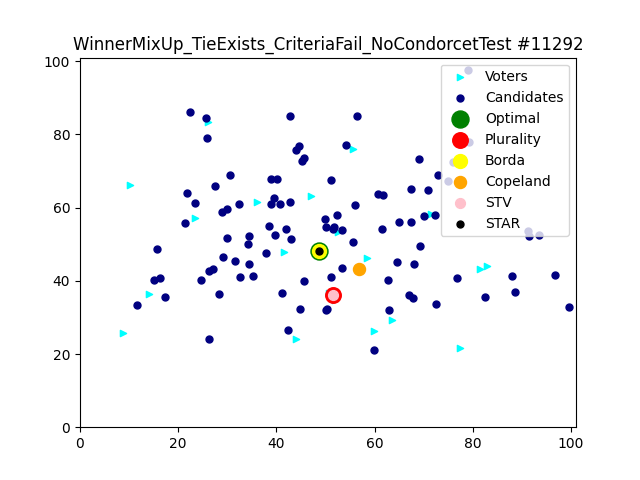 WinnerMixUp_TieExists_CriteriaFail_NoCondorcetTest #11292
100
80
60
40
20
0
0 20 40 60 80 100
Voters
Candidates
Optimal
Plurality
Borda
Copeland
STV
STAR